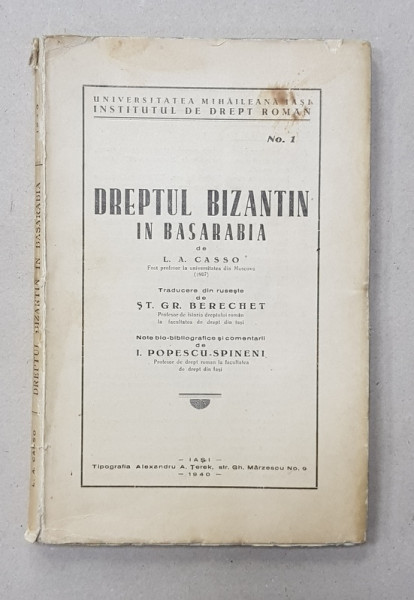 UNIVERSITATEA MIHĂILEANĂ IAȘI
INSTITUTUL DE DREPT ROMAN
No. 1
DREPTUL BIZANTIN
IN BASARABIA
de
L. A. CASSO
Fost profesor la universitatea din Moscova
(1907)
Traducere din rusește
de
ȘT. GR. BERECHET
Profesor de istoria dreptului român
la facultatea de drept din Iași
Note bio-bibliografice și comentarii
de
I. POPESCU-SPINENI
Profesor de drept roman la facultatea
de drept din Iași
— IAȘI —
Tipografia Alexandru A. Țerek, str. Gh. Mârzescu No. 9
— 1940 —
L. A. CASSO / DREPTUL BIZANTIN IN BASARABIA